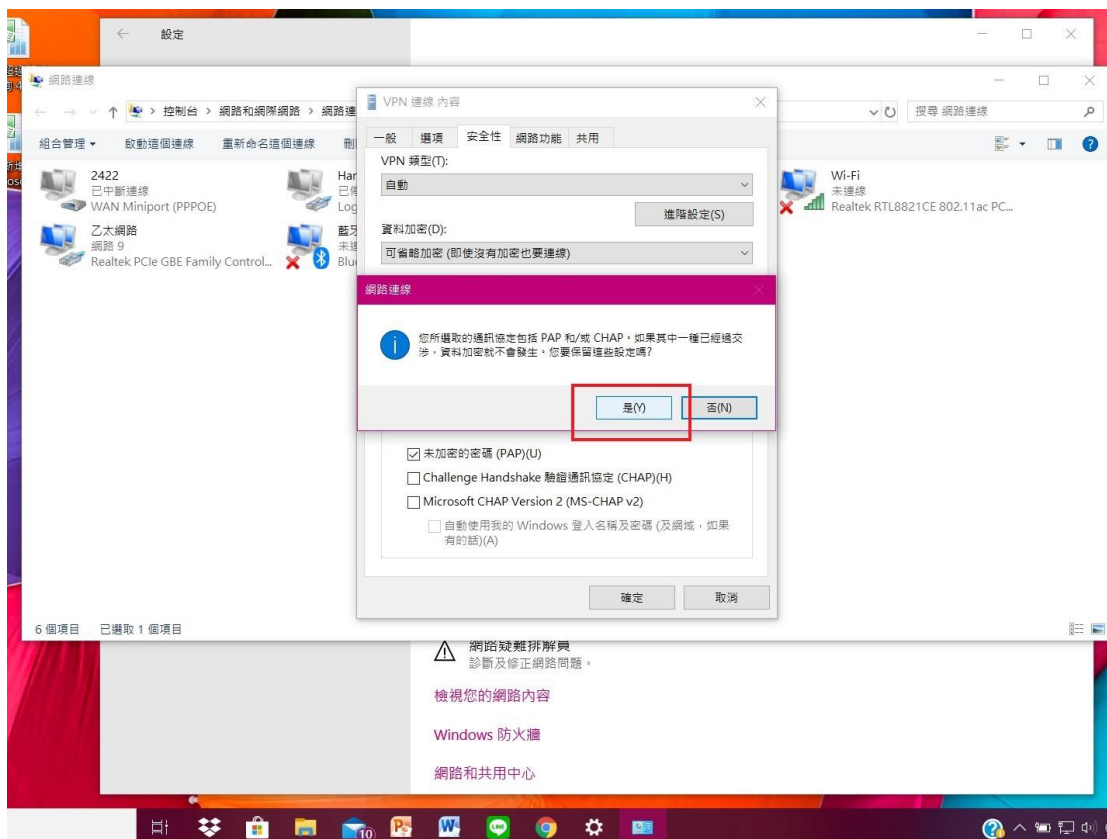 設定
網路連線
控制台 > 網路和網際網路 > 網路連
搜尋 網路連線
組合管理
啟動這個連線
重新命名這個連線
2422
已中斷連線
WAN Miniport (PPPOE)
Har
Log
Wi-Fi
未連線
Realtek RTL8821CE 802.11ac PC...
乙太網路
網路 9
Realtek PCIe GBE Family Control...
藍牙
Blu
VPN 連線 內容
一般 選項 安全性 網路功能 共用
VPN 類型(T):
自動
進階設定(S)
資料加密(D):
可省略加密 (即使沒有加密也要連線)
網路連線
您所選取的通訊協定包括 PAP 和/或 CHAP。如果其中一種已經過交
涉，資料加密就不會發生。您要保留這些設定嗎?
是(Y) 否(N)
未加密的密碼 (PAP)(U)
Challenge Handshake 驗證通訊協定 (CHAP)(H)
Microsoft CHAP Version 2 (MS-CHAP v2)
自動使用我的 Windows 登入名稱及密碼 (及網域，如果
有的話)(A)
確定 取消
6 個項目 已選取 1 個項目
網路疑難排解員
診斷及修正網路問題。
檢視您的網路內容
Windows 防火牆
網路和共用中心
10